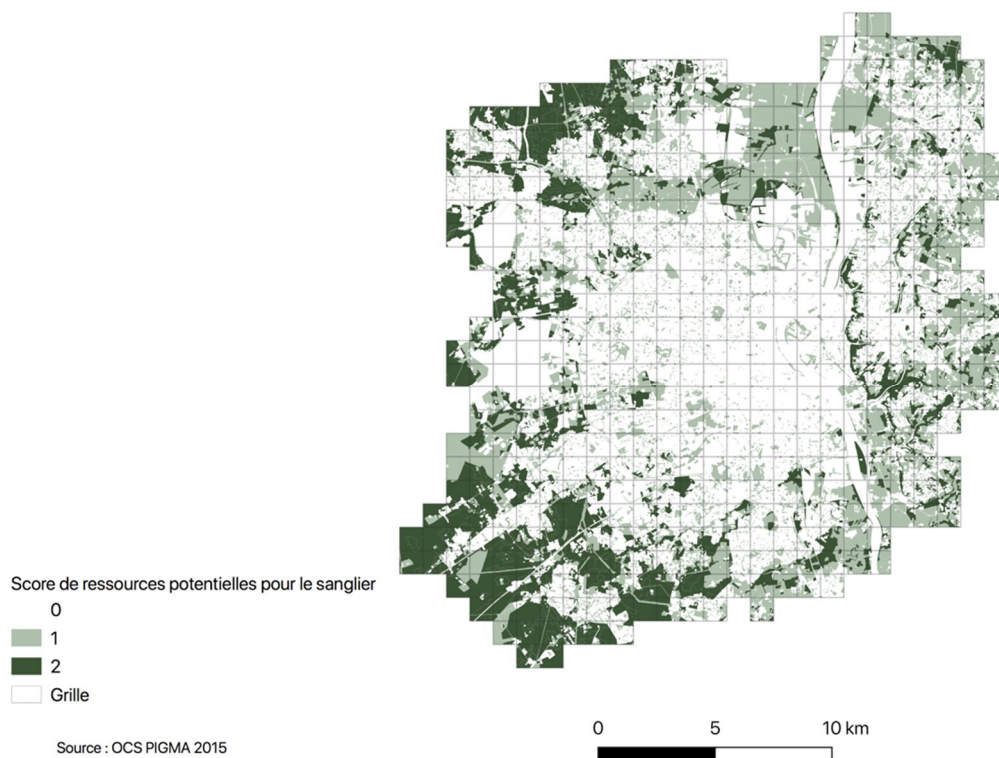 Score de ressources potentielles pour le sanglier
0
1
2
Grille
Source : OCS PIGMA 2015
0 5 10 km